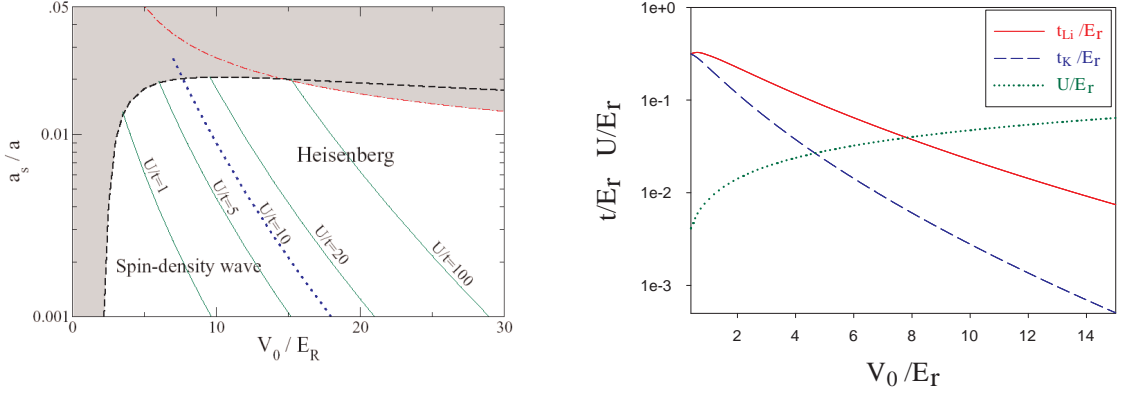 .05
0.01
0.001
a_s / a
Heisenberg
Spin-density wave
U/t=1
U/t=5
U/t=10
U/t=20
U/t=100
0
10
20
30
V_0 / E_R
1e+0
1e-1
1e-2
1e-3
t/E_r U/E_r
t_Li /E_r
t_K /E_r
U/E_r
2
4
6
8
10
12
14
V_0 /E_r